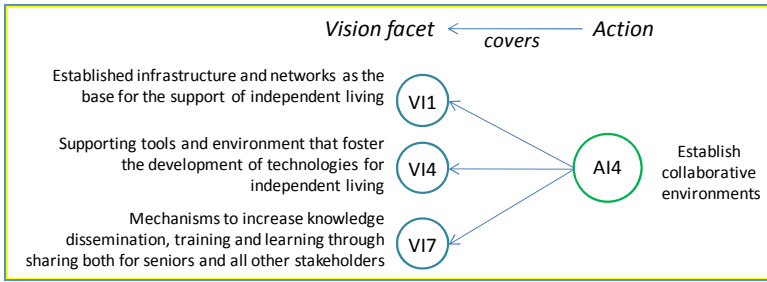 Vision facet
covers
Action
Established infrastructure and networks as the
base for the support of independent living
VI1
Supporting tools and environment that foster
the development of technologies for
independent living
VI4
AI4
Establish
collaborative
environments
Mechanisms to increase knowledge
dissemination, training and learning through
sharing both for seniors and all other stakeholders
VI7